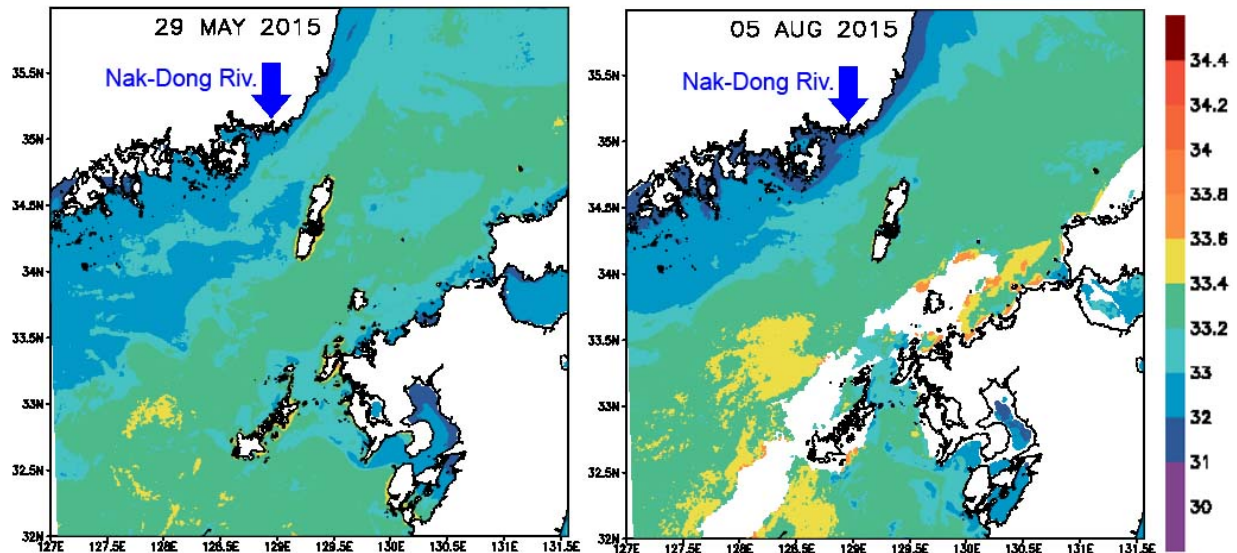 29 MAY 2015
Nak-Dong Riv.
35.5N
35N
34.5N
34N
33.5N
33N
32.5N
32N
127E 127.5E 128E 128.5E 129E 129.5E 130E 130.5E 131E 131.5E
05 AUG 2015
Nak-Dong Riv.
35.5N
35N
34.5N
34N
33.5N
33N
32.5N
32N
127E 127.5E 128E 128.5E 129E 129.5E 130E 130.5E 131E 131.5E
34.4
34.2
34
33.8
33.6
33.4
33.2
33
32
31
30